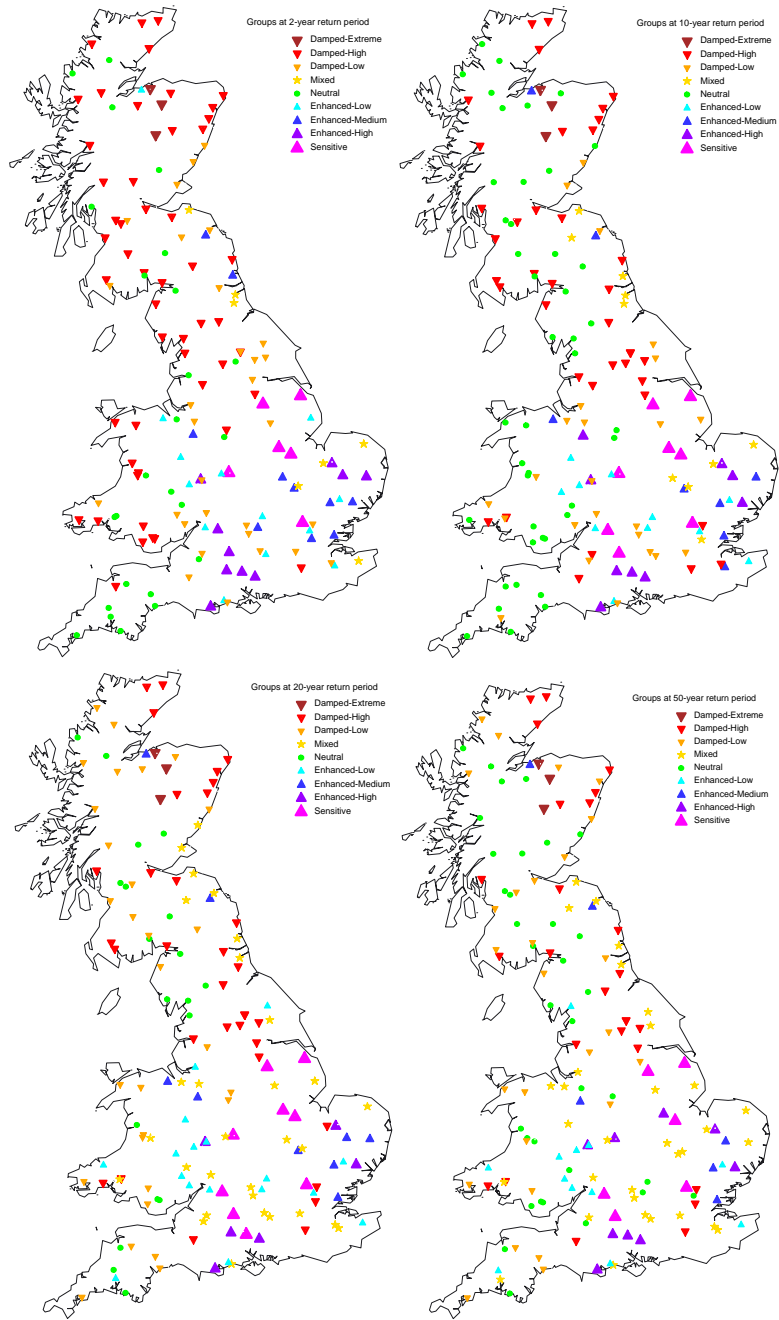 Groups at 2-year return period
Damped-Extreme
Damped-High
Damped-Low
Mixed
Neutral
Enhanced-Low
Enhanced-Medium
Enhanced-High
Sensitive
Groups at 10-year return period
Damped-Extreme
Damped-High
Damped-Low
Mixed
Neutral
Enhanced-Low
Enhanced-Medium
Enhanced-High
Sensitive
Groups at 20-year return period
Damped-Extreme
Damped-High
Damped-Low
Mixed
Neutral
Enhanced-Low
Enhanced-Medium
Enhanced-High
Sensitive
Groups at 50-year return period
Damped-Extreme
Damped-High
Damped-Low
Mixed
Neutral
Enhanced-Low
Enhanced-Medium
Enhanced-High
Sensitive